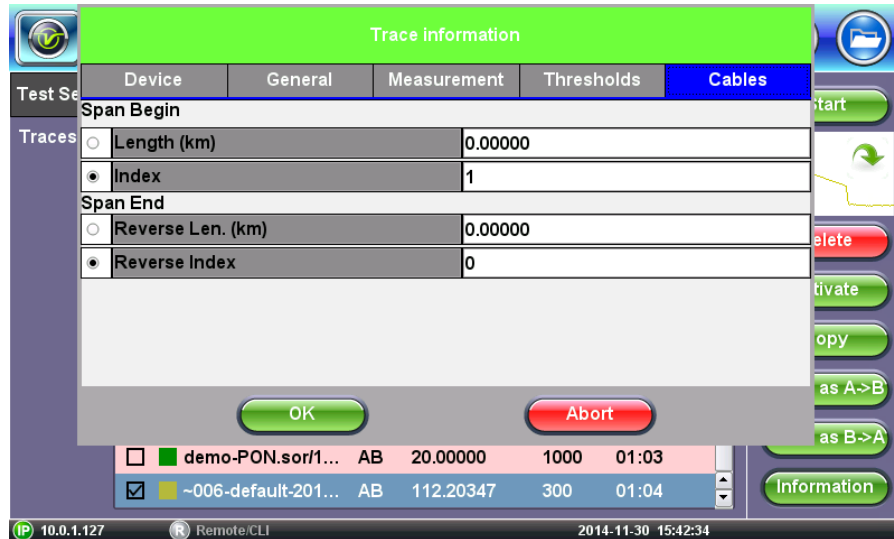 Trace information
Device General Measurement Thresholds Cables
Test Se
Span Begin
Start
Traces
Length (km) 0.00000
Index 1
Span End
Reverse Len. (km) 0.00000
elete
Reverse Index 0
tivate
opy
as A->B
OK Abort
as B->A
demo-PON.sor/1... AB 20.00000 1000 01:03
~006-default-201... AB 112.20347 300 01:04
Information
IP 10.0.1.127 R Remote/CLI 2014-11-30 15:42:34